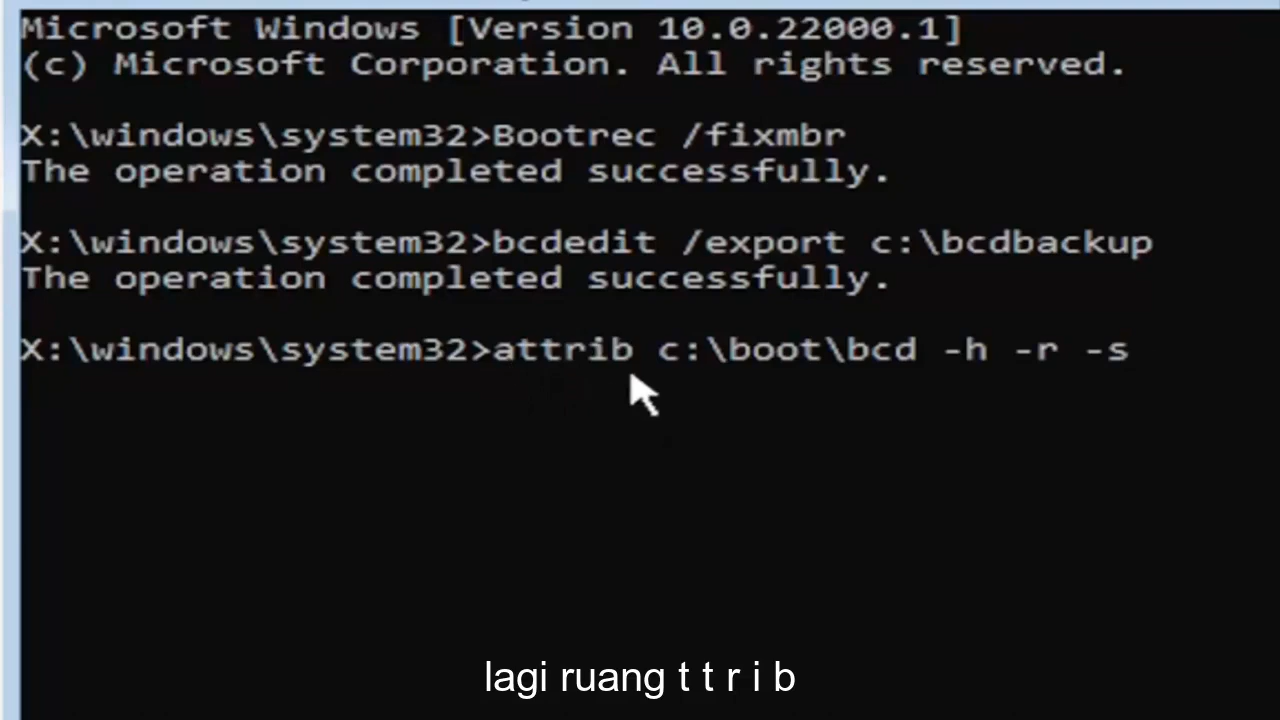 Microsoft Windows [Version 10.0.22000.1]
(c) Microsoft Corporation. All rights reserved.
X:\windows\system32>Bootrec /fixmbr
The operation completed successfully.
X:\windows\system32>bcdedit /export c:\bcdbackup
The operation completed successfully.
X:\windows\system32>attrib c:\boot\bcd -h -r -s
lagi ruang t t r i b